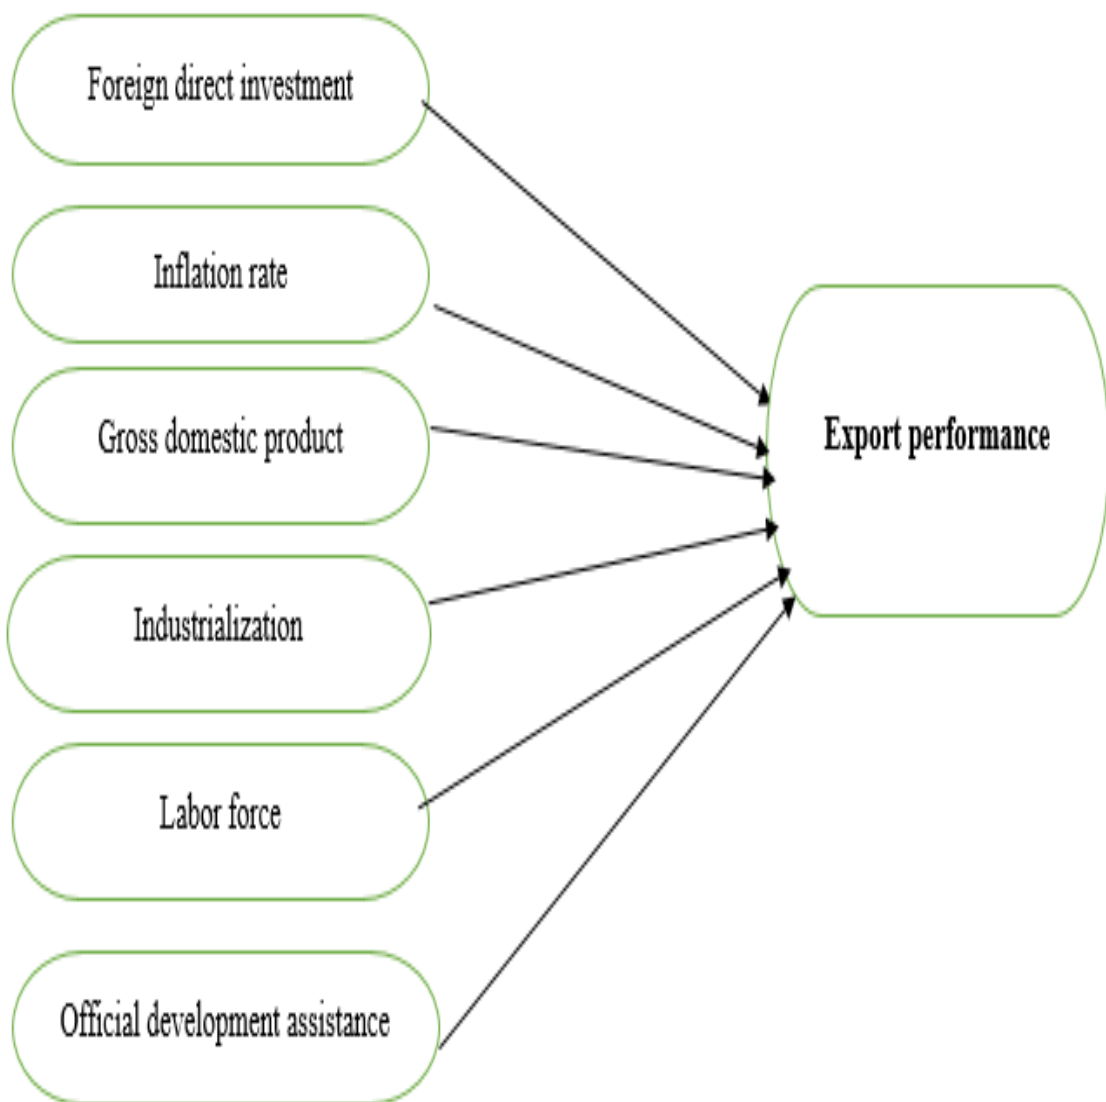 Foreign direct investment
Inflation rate
Gross domestic product
Export performance
Industrialization
Labor force
Official development assistance